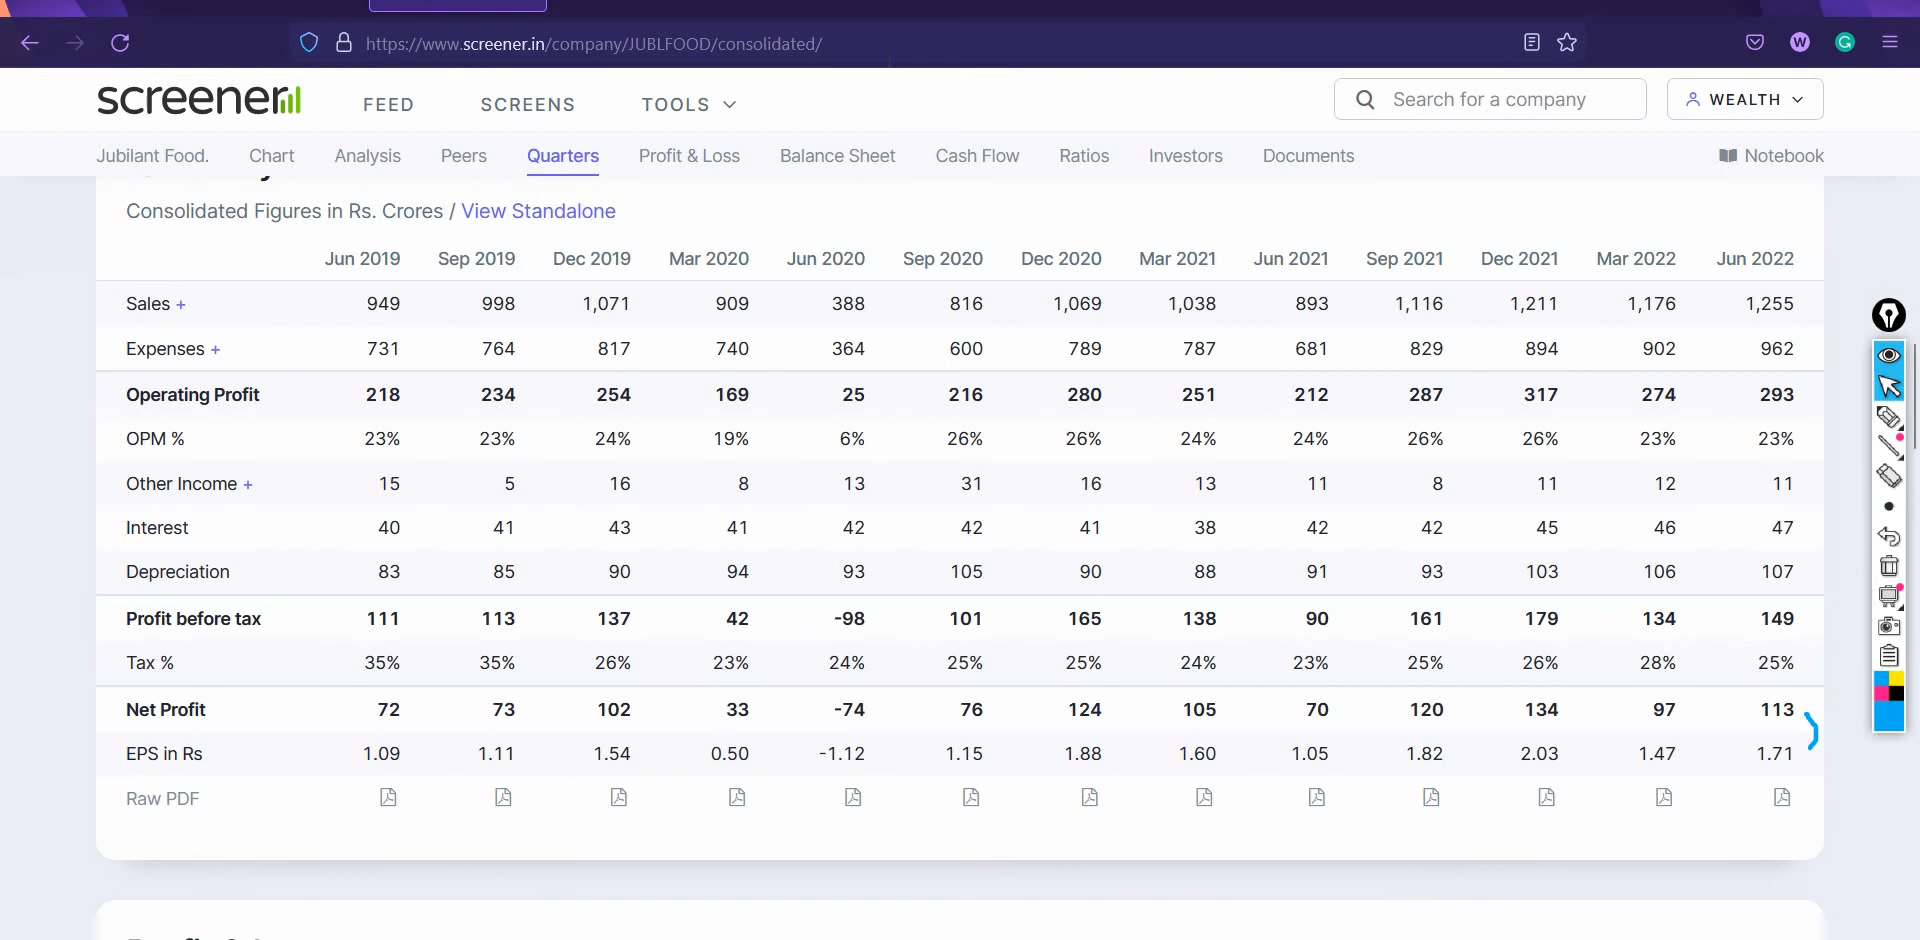 https://www.screener.in/company/JUBLFOOD/consolidated/
W
G
screener
FEED
SCREENS
TOOLS
Search for a company
WEALTH
Jubilant Food. Chart Analysis Peers Quarters Profit & Loss Balance Sheet Cash Flow Ratios Investors Documents Notebook
Consolidated Figures in Rs. Crores / View Standalone
Jun 2019 Sep 2019 Dec 2019 Mar 2020 Jun 2020 Sep 2020 Dec 2020 Mar 2021 Jun 2021 Sep 2021 Dec 2021 Mar 2022 Jun 2022
Sales + 949 998 1,071 909 388 816 1,069 1,038 893 1,116 1,211 1,176 1,255
Expenses + 731 764 817 740 364 600 789 787 681 829 894 902 962
Operating Profit 218 234 254 169 25 216 280 251 212 287 317 274 293
OPM % 23% 23% 24% 19% 6% 26% 26% 24% 24% 26% 26% 23% 23%
Other Income + 15 5 16 8 13 31 16 13 11 8 11 12 11
Interest 40 41 43 41 42 42 41 38 42 42 45 46 47
Depreciation 83 85 90 94 93 105 90 88 91 93 103 106 107
Profit before tax 111 113 137 42 -98 101 165 138 90 161 179 134 149
Tax % 35% 35% 26% 23% 24% 25% 25% 24% 23% 25% 26% 28% 25%
Net Profit 72 73 102 33 -74 76 124 105 70 120 134 97 113
EPS in Rs 1.09 1.11 1.54 0.50 -1.12 1.15 1.88 1.60 1.05 1.82 2.03 1.47 1.71
Raw PDF